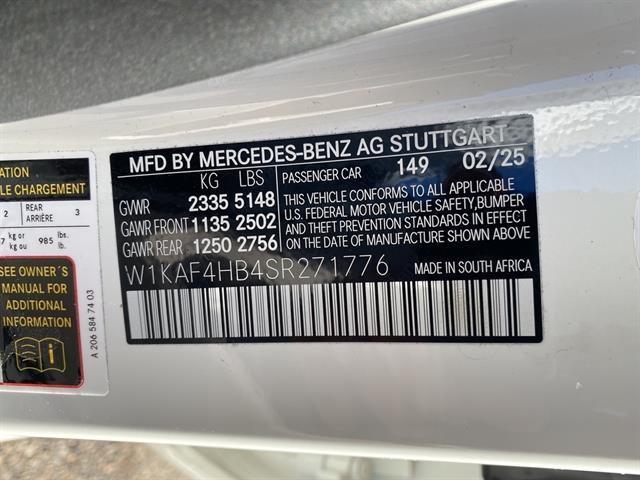 MFD BY MERCEDES-BENZ AG STUTTGART
KG LBS
GVWR 2335 5148
GAWR FRONT 1135 2502
GAWR REAR 1250 2756
PASSENGER CAR 149 02/25
THIS VEHICLE CONFORMS TO ALL APPLICABLE
U.S. FEDERAL MOTOR VEHICLE SAFETY, BUMPER
AND THEFT PREVENTION STANDARDS IN EFFECT
ON THE DATE OF MANUFACTURE SHOWN ABOVE.
W1KAF4HB4SR271776
MADE IN SOUTH AFRICA
CHARGEMENT
2 REAR ARRIÈRE 3
kg or kg ou 985 lb.
SEE OWNER'S
MANUAL FOR
ADDITIONAL
INFORMATION
A 206 584 74 03